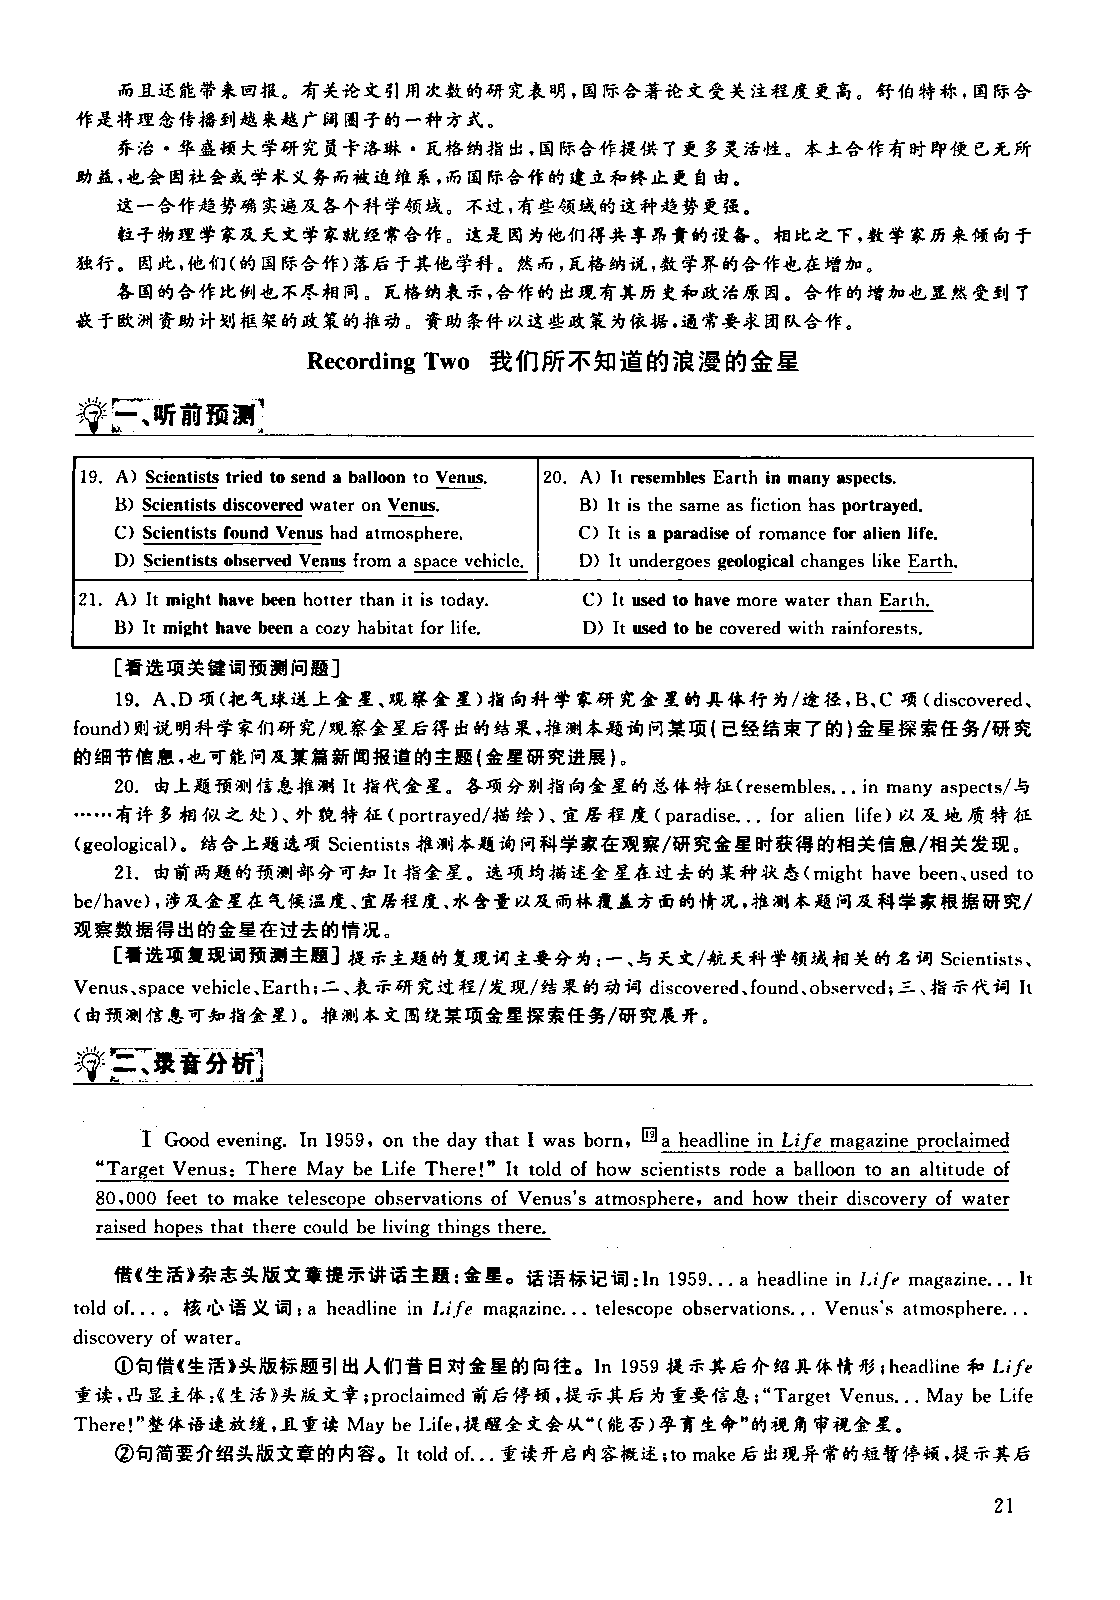 而且还能带来回报。有关论文引用次数的研究表明,国际合著论文受关注程度更高。舒伯特称,国际合
作是将理念传播到越来越广阔圈子的一种方式。
乔治·华盛顿大学研究员卡洛琳·瓦格纳指出,国际合作提供了更多灵活性。本土合作有时即使已无所
助益,也会因社会或学术义务而被迫维系,而国际合作的建立和终止更自由。
这一合作趋势确实遍及各个科学领域。不过,有些领域的这种趋势更强。
粒子物理学家及天文学家就经常合作。这是因为他们得共享昂贵的设备。相比之下,数学家历来倾向于
独行。因此,他们(的国际合作)落后于其他学科。然而,瓦格纳说,数学界的合作也在增加。
各国的合作比例也不尽相同。瓦格纳表示,合作的出现有其历史和政治原因。合作的增加也显然受到了
嵌于欧洲资助计划框架的政策的推动。资助条件以这些政策为依据,通常要求团队合作。
Recording Two 我们所不知道的浪漫的金星
一、听前预测
19. A) Scientists tried to send a balloon to Venus.
B) Scientists discovered water on Venus.
C) Scientists found Venus had atmosphere.
D) Scientists observed Venus from a space vehicle.
20. A) It resembles Earth in many aspects.
B) It is the same as fiction has portrayed.
C) It is a paradise of romance for alien life.
D) It undergoes geological changes like Earth.
21. A) It might have been hotter than it is today.
B) It might have been a cozy habitat for life.
C) It used to have more water than Earth.
D) It used to be covered with rainforests.
[看选项关键词预测问题]
19. A、D 项(把气球送上金星、观察金星)指向科学家研究金星的具体行为/途径,B、C 项(discovered、
found)则说明科学家们研究/观察金星后得出的结果,推测本题询问某项(已经结束了的)金星探索任务/研究
的细节信息,也可能问及某篇新闻报道的主题(金星研究进展)。
20. 由上题预测信息推测 It 指代金星。各项分别指向金星的总体特征(resembles... in many aspects/与
……有许多相似之处)、外貌特征(portrayed/描绘)、宜居程度(paradise... for alien life)以及地质特征
(geological)。结合上题选项 Scientists 推测本题询问科学家在观察/研究金星时获得的相关信息/相关发现。
21. 由前两题的预测部分可知 It 指金星。选项均描述金星在过去的某种状态(might have been、used to
be/have),涉及金星在气候温度、宜居程度、水含量以及雨林覆盖方面的情况,推测本题问及科学家根据研究/
观察数据得出的金星在过去的情况。
[看选项复现词预测主题] 提示主题的复现词主要分为:一、与天文/航天科学领域相关的名词 Scientists、
Venus、space vehicle、Earth;二、表示研究过程/发现/结果的动词 discovered、found、observed;三、指示代词 It
(由预测信息可知指金星)。推测本文围绕某项金星探索任务/研究展开。
二、录音分析
I Good evening. In 1959, on the day that I was born, [19] a headline in Life magazine proclaimed
“Target Venus: There May be Life There!” It told of how scientists rode a balloon to an altitude of
80,000 feet to make telescope observations of Venus's atmosphere, and how their discovery of water
raised hopes that there could be living things there.
借《生活》杂志头版文章提示讲话主题:金星。话语标记词:In 1959... a headline in Life magazine... It
told of... 。核心语义词:a headline in Life magazine... telescope observations... Venus's atmosphere...
discovery of water。
①句借《生活》头版标题引出人们昔日对金星的向往。In 1959 提示其后介绍具体情形;headline 和 Life
重读,凸显主体:《生活》头版文章;proclaimed 前后停顿,提示其后为重要信息;“Target Venus... May be Life
There!”整体语速放缓,且重读 May be Life,提醒全文会从“(能否)孕育生命”的视角审视金星。
②句简要介绍头版文章的内容。It told of... 重读开启内容概述;to make 后出现异常的短暂停顿,提示其后
21